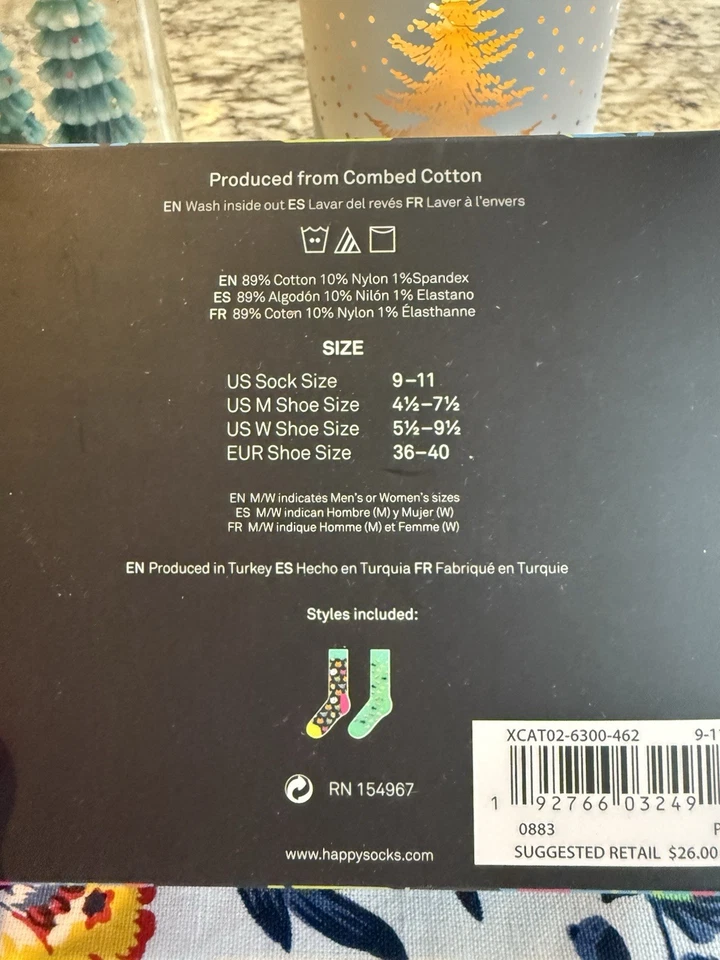 Produced from Combed Cotton
EN Wash inside out ES Lavar del revés FR Laver à l'envers
EN 89% Cotton 10% Nylon 1%Spandex
ES 89% Algodón 10% Nilón 1% Elastano
FR 89% Coton 10% Nylon 1% Élasthanne
SIZE
US Sock Size 9–11
US M Shoe Size 4½–7½
US W Shoe Size 5½–9½
EUR Shoe Size 36–40
EN M/W indicates Men's or Women's sizes
ES M/W indican Hombre (M) y Mujer (W)
FR M/W indique Homme (M) et Femme (W)
EN Produced in Turkey ES Hecho en Turquia FR Fabriqué en Turquie
Styles included:
XCAT02-6300-462 9-11
1 92766 03249
0883 P
SUGGESTED RETAIL $26.00
RN 154967
www.happysocks.com